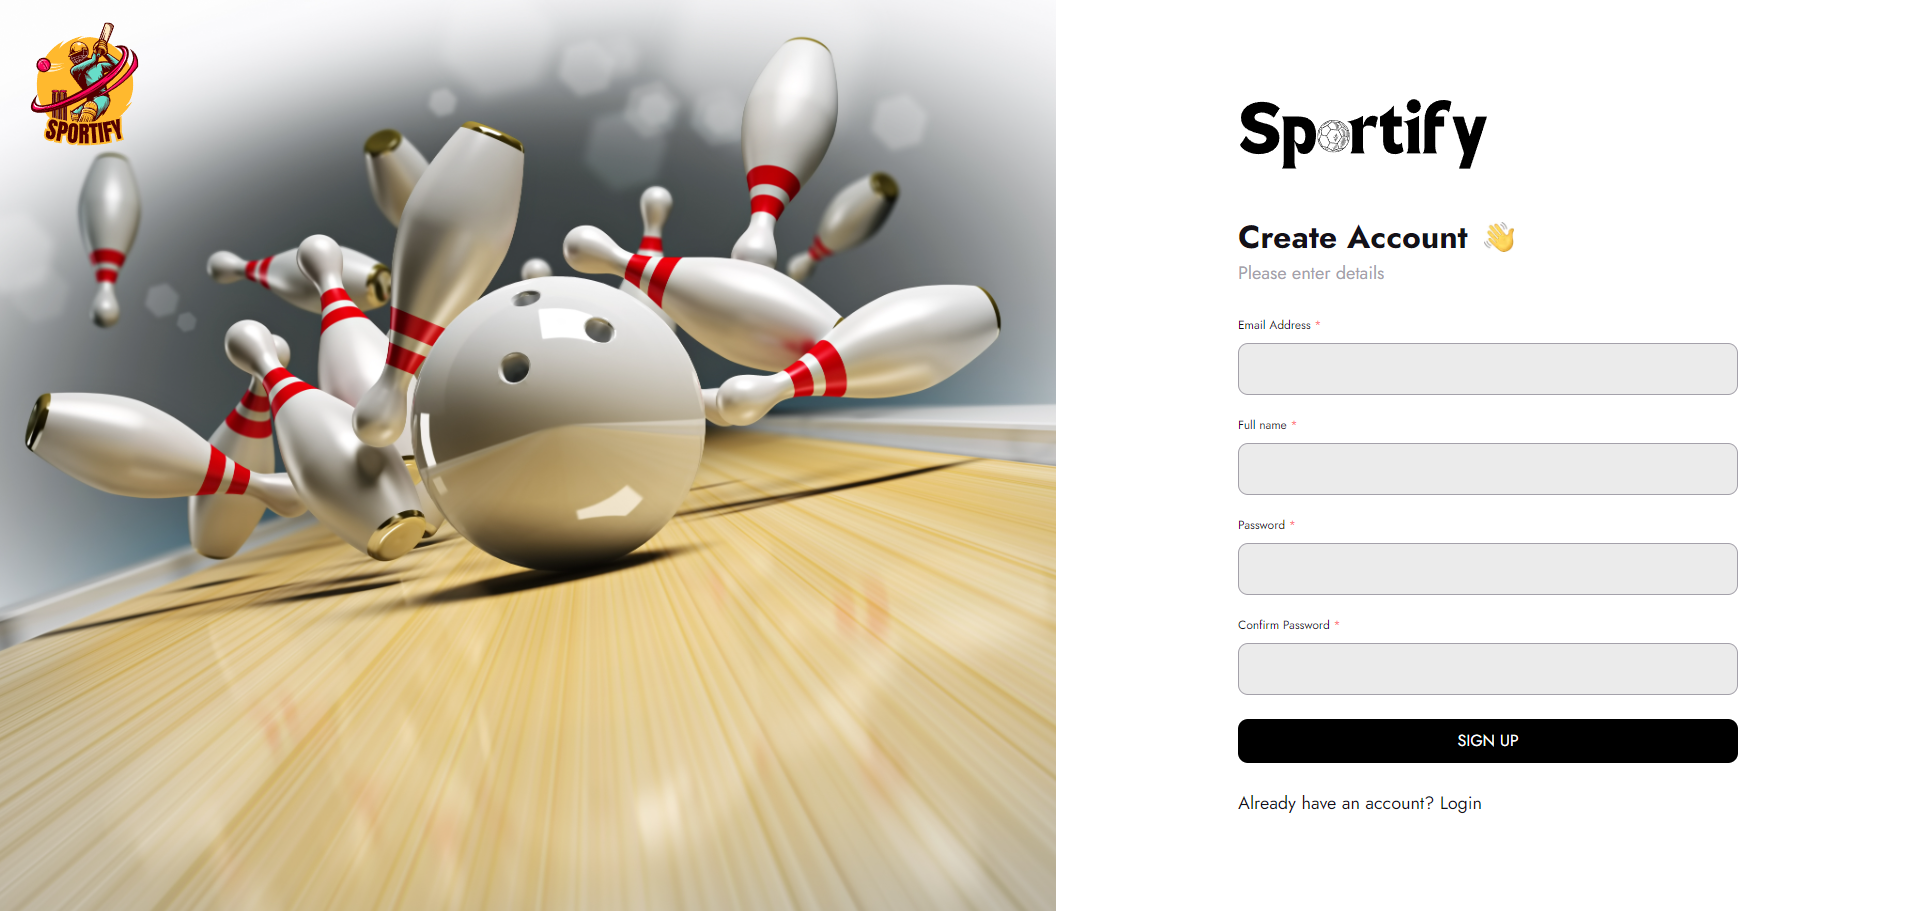 SPORTIFY
Sportify
Create Account 👋
Please enter details
Email Address *
Full name *
Password *
Confirm Password *
SIGN UP
Already have an account? Login